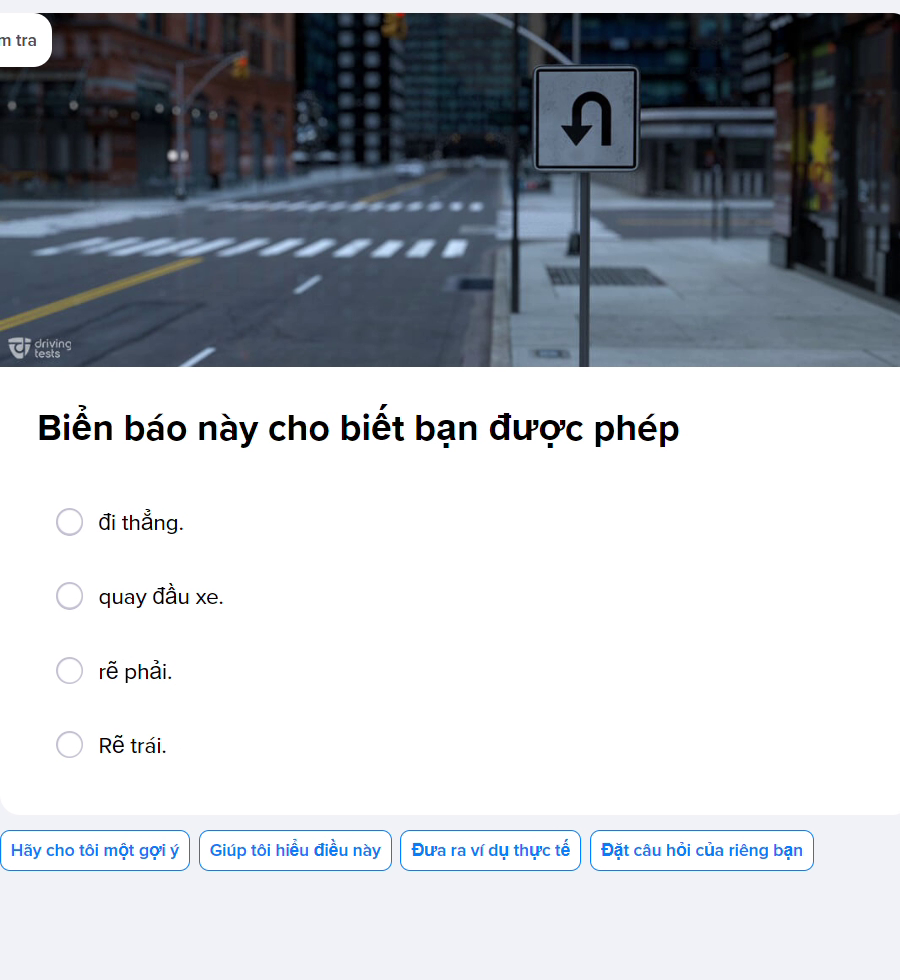 m tra
driving
tests
Biển báo này cho biết bạn được phép
đi thẳng.
quay đầu xe.
rẽ phải.
Rẽ trái.
Hãy cho tôi một gợi ý
Giúp tôi hiểu điều này
Đưa ra ví dụ thực tế
Đặt câu hỏi của riêng bạn